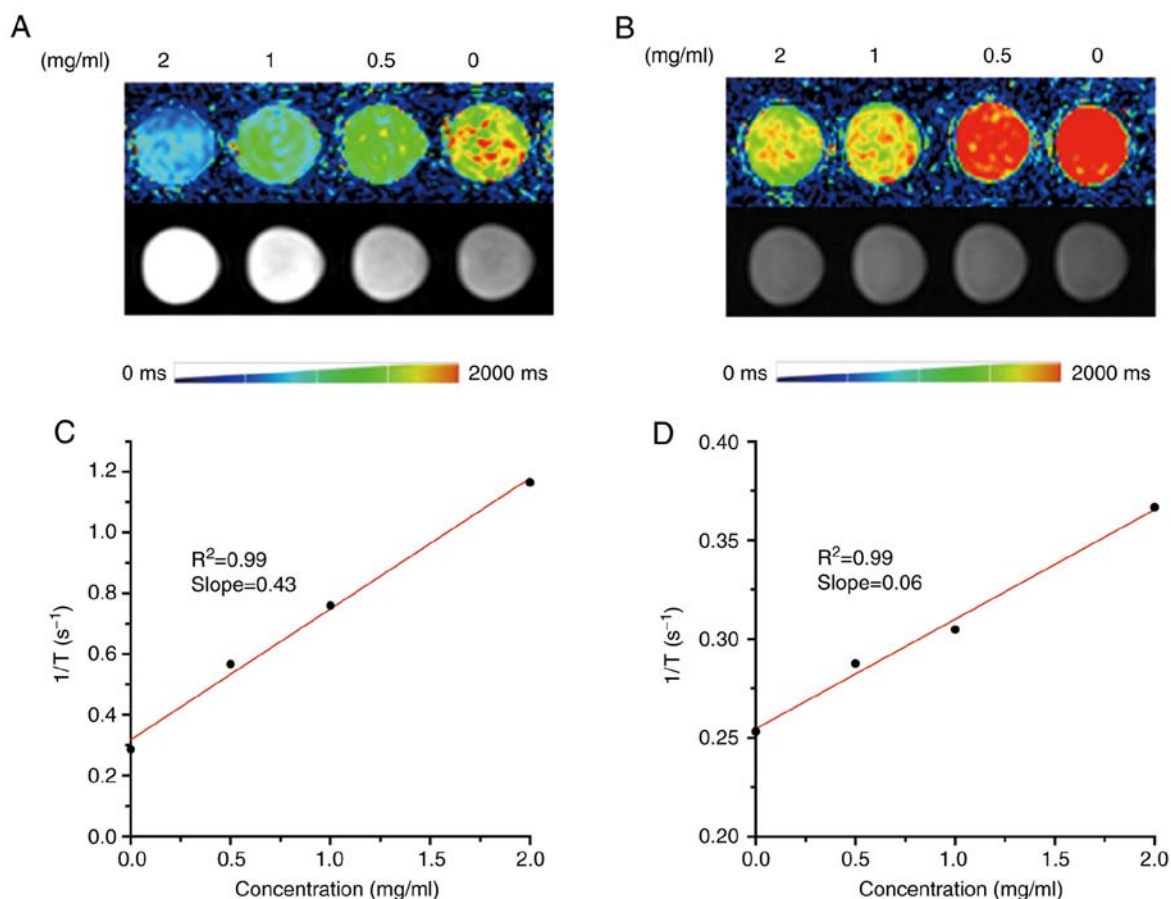 A
(mg/ml) 2 1 0.5 0
0 ms 2000 ms
B
(mg/ml) 2 1 0.5 0
0 ms 2000 ms
C
1.2
1.0
0.8
0.6
0.4
0.2
0.0
1/T (s⁻¹)
R²=0.99
Slope=0.43
0.0 0.5 1.0 1.5 2.0
Concentration (mg/ml)
D
0.40
0.35
0.30
0.25
0.20
1/T (s⁻¹)
R²=0.99
Slope=0.06
0.0 0.5 1.0 1.5 2.0
Concentration (mg/ml)